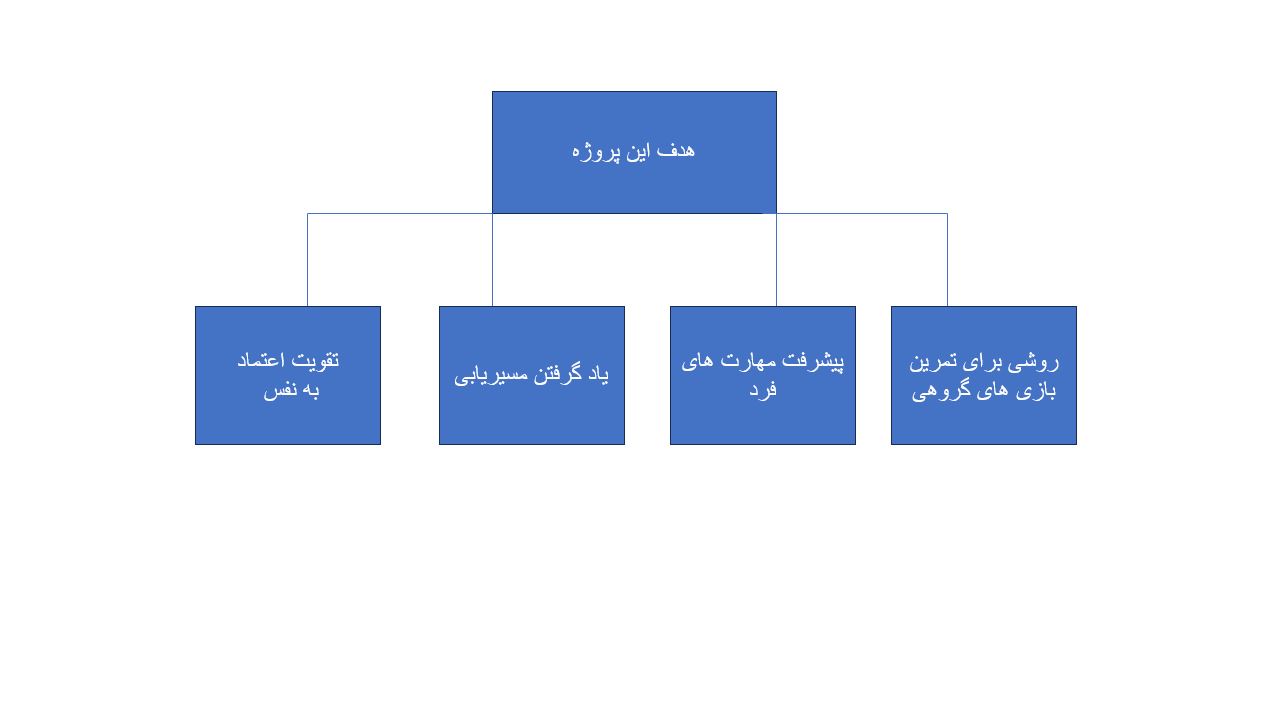 هدف این پروژه
روشی برای تمرین
بازی های گروهی
پیشرفت مهارت های
فرد
یاد گرفتن مسیریابی
تقویت اعتماد
به نفس